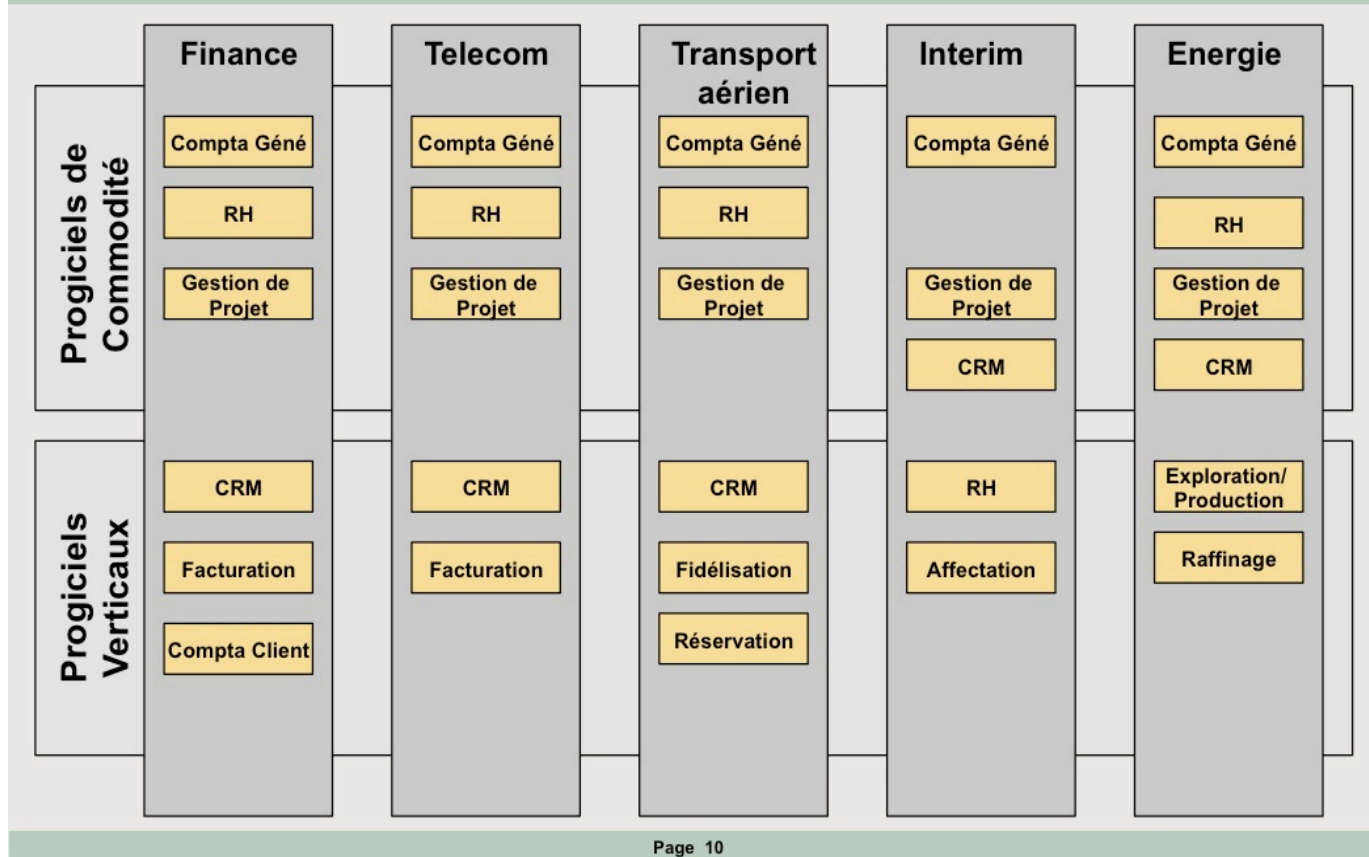 Finance
Telecom
Transport
aérien
Interim
Energie
Progiciels de
Commodité
Compta Géné
Compta Géné
Compta Géné
Compta Géné
Compta Géné
RH
RH
RH
RH
Gestion de
Projet
Gestion de
Projet
Gestion de
Projet
Gestion de
Projet
Gestion de
Projet
CRM
CRM
Progiciels
Verticaux
CRM
CRM
CRM
RH
Exploration/
Production
Facturation
Facturation
Fidélisation
Affectation
Raffinage
Compta Client
Réservation
Page 10